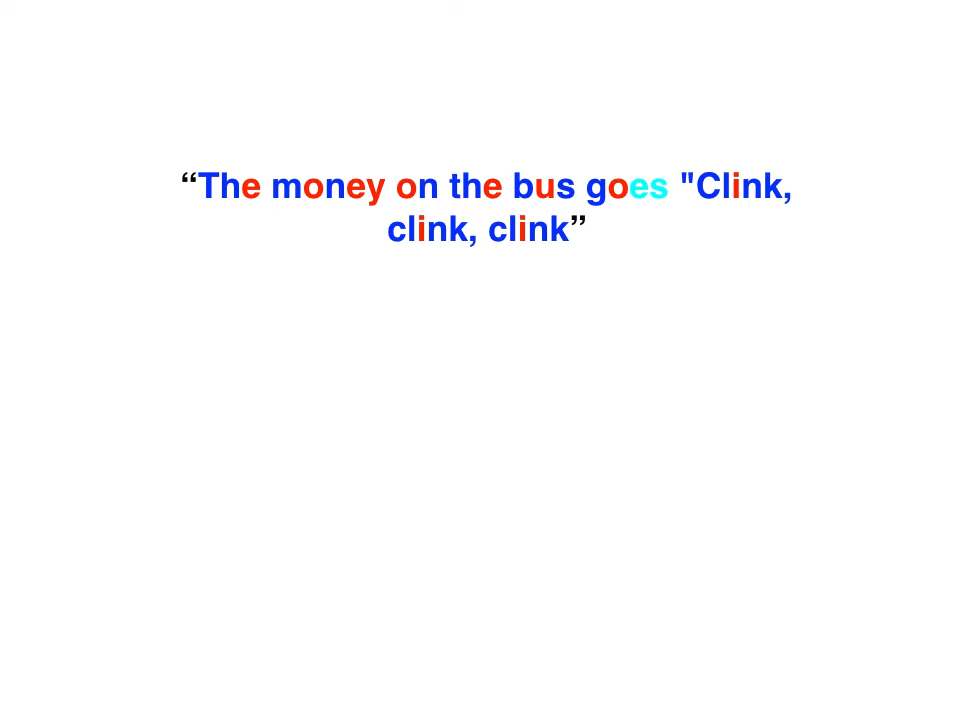 “The money on the bus goes "Clink,
clink, clink”